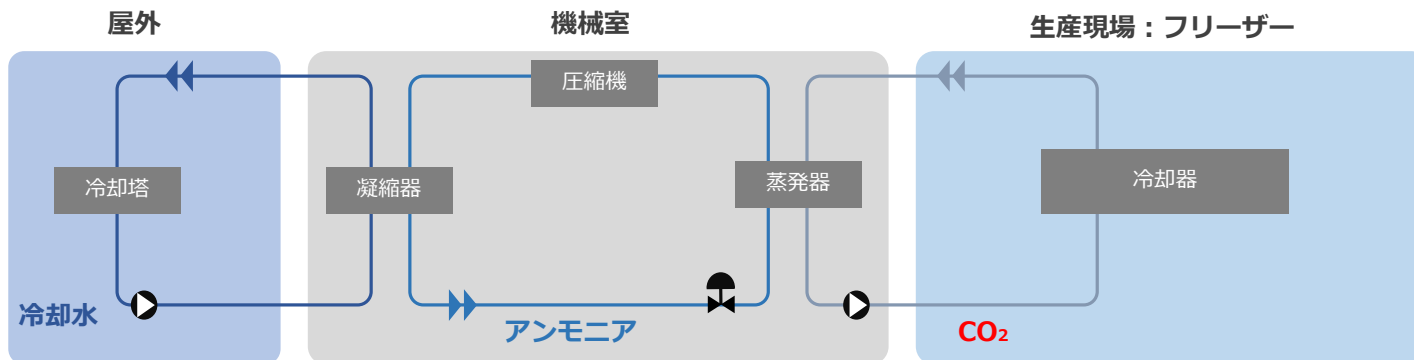 屋外
機械室
生産現場：フリーザー
圧縮機
冷却塔
凝縮器
蒸発器
冷却器
冷却水
アンモニア
CO₂